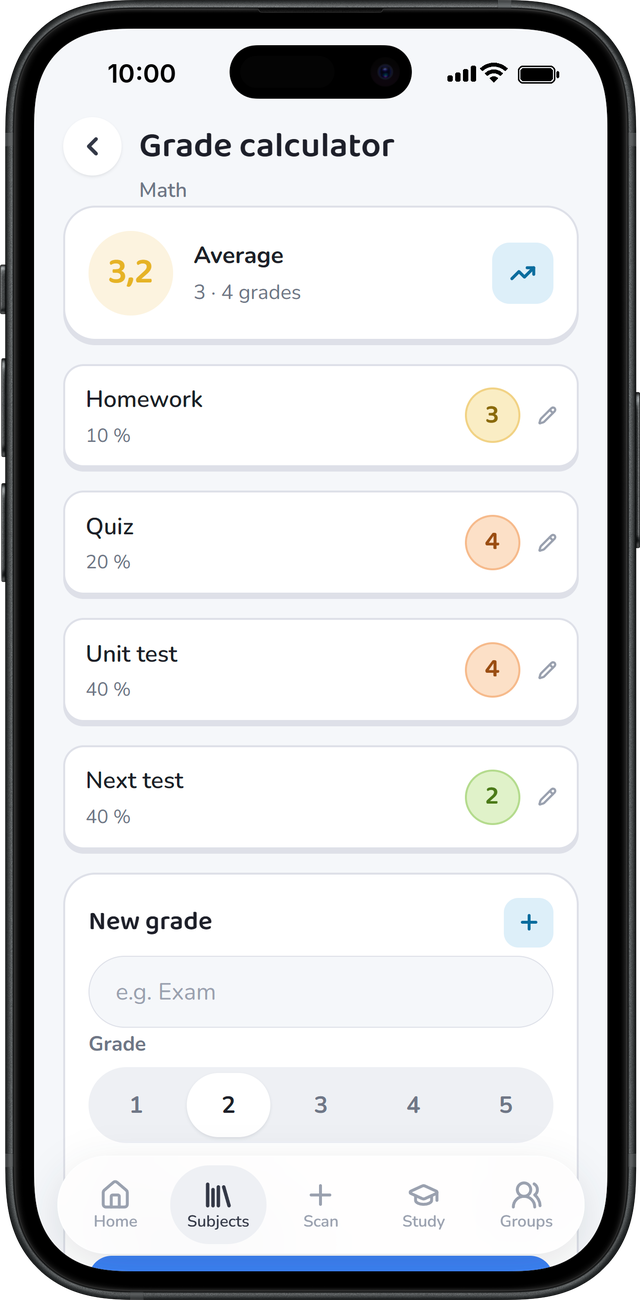 10:00
Grade calculator
Math
3,2
Average
3 · 4 grades
Homework
10 %
3
Quiz
20 %
4
Unit test
40 %
4
Next test
40 %
2
New grade
e.g. Exam
Grade
1 2 3 4 5
Home Subjects Scan Study Groups